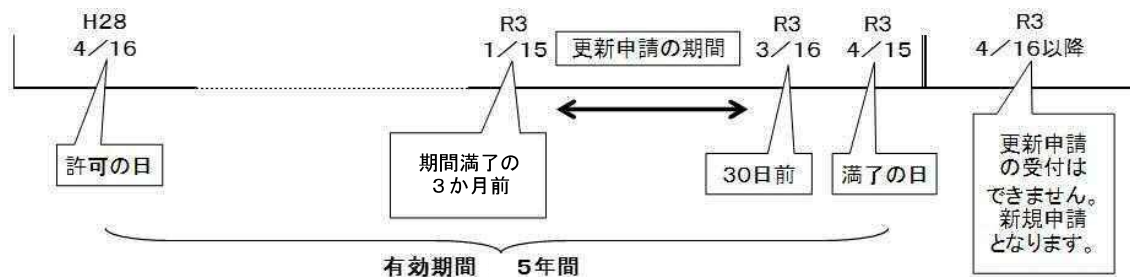 H28
4／16
R3
1／15
更新申請の期間
R3
3／16
R3
4／15
R3
4／16以降
許可の日
期間満了の
3か月前
30日前
満了の日
更新申請
の受付は
できません。
新規申請
となります。
有効期間　5年間